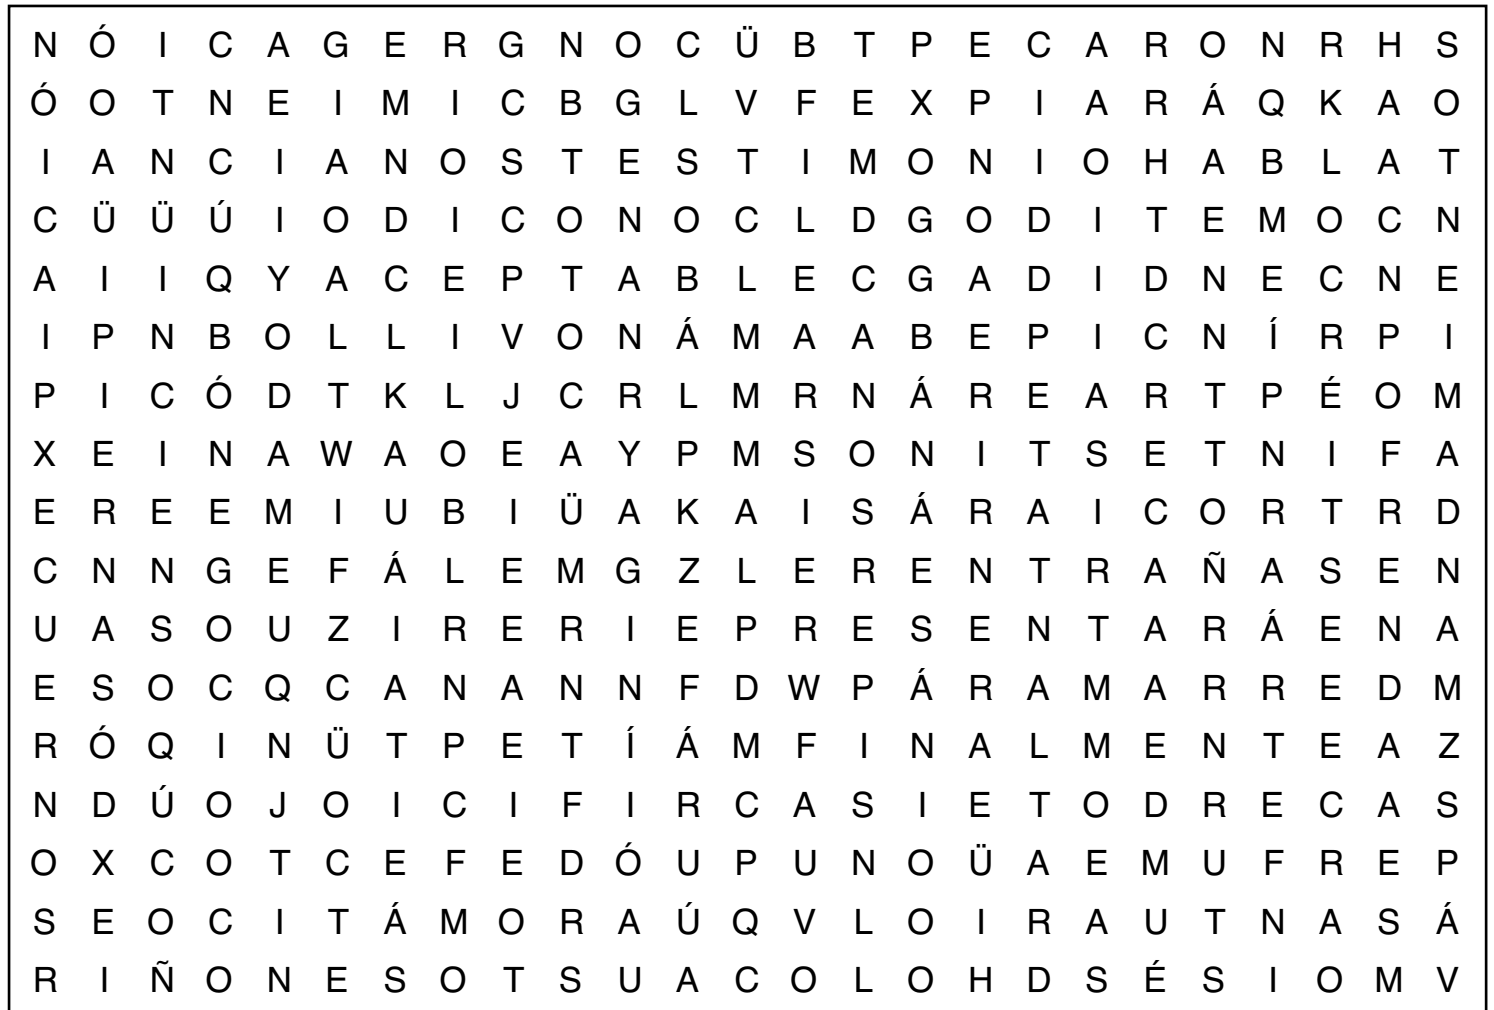 N Ó I C A G E R G N O C Ü B T P E C A R O N R H S
Ó O T N E I M I C B G L V F E X P I A R Á Q K A O
I A N C I A N O S T E S T I M O N I O H A B L A T
C Ü Ü Ú I O D I C O N O C L D G O D I T E M O C N
A I I Q Y A C E P T A B L E C G A D I D N E C N E
I P N B O L L I V O N Á M A A B E P I C N Í R P I
P I C Ó D T K L J C R L M R N Á R E A R T P É O M
X E I N A W A O E A Y P M S O N I T S E T N I F A
E R E E M I U B I Ü A K A I S Á R A I C O R T R D
C N N G E F Á L E M G Z L E R E N T R A Ñ A S E N
U A S O U Z I R E R I E P R E S E N T A R Á E N A
E S O C Q C A N A N N F D W P Á R A M A R R E D M
R Ó Q I N Ü T P E T Í Á M F I N A L M E N T E A Z
N D Ú O J O I C I F I R C A S I E T O D R E C A S
O X C O T C E F E D Ó U P U N O Ü A E M U F R E P
S E O C I T Á M O R A Ú Q V L O I R A U T N A S Á
R I Ñ O N E S O T S U A C O L O H D S É S I O M V